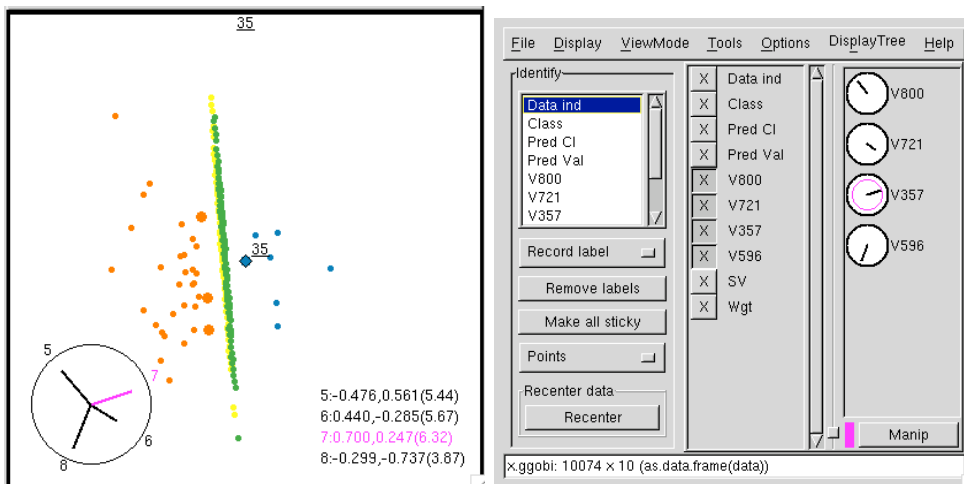 35
35
5
7
6
8
5:-0.476,0.561(5.44)
6:0.440,-0.285(5.67)
7:0.700,0.247(6.32)
8:-0.299,-0.737(3.87)
File Display ViewMode Tools Options DisplayTree Help
Identify
Data ind
Class
Pred Cl
Pred Val
V800
V721
V357
Record label
Remove labels
Make all sticky
Points
Recenter data
Recenter
X Data ind
X Class
X Pred Cl
X Pred Val
X V800
X V721
X V357
X V596
X SV
X Wgt
V800
V721
V357
V596
Manip
x.ggobi: 10074 x 10 (as.data.frame(data))